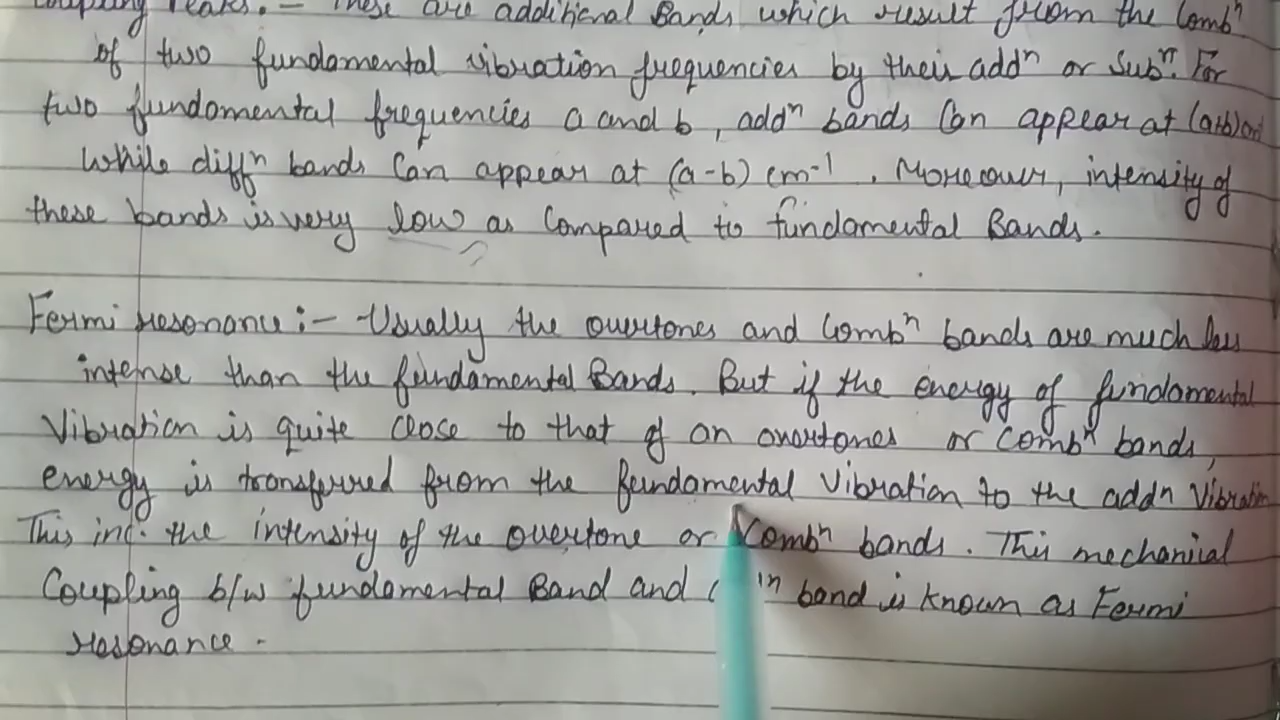 Coupling Peaks. - These are additional Bands which result from the Combⁿ
of two fundamental vibration frequencies by their addⁿ or Subⁿ. For
two fundamental frequencies a and b, addⁿ bands Can appear at (a+b)
While diffⁿ bands Can appear at (a-b) cm⁻¹. Moreover, intensity of
these bands is very low as Compared to fundamental Bands.
Fermi resonance :- Usually the overtones and Combⁿ bands are much less
intense than the fundamental Bands. But if the energy of fundamental
Vibration is quite close to that of an overtones or Combⁿ bands,
energy is transferred from the fundamental Vibration to the addn Vibration
This inc. the intensity of the overtone or Combⁿ bands. This mechanical
Coupling b/w fundamental Band and band is known as Fermi
resonance.